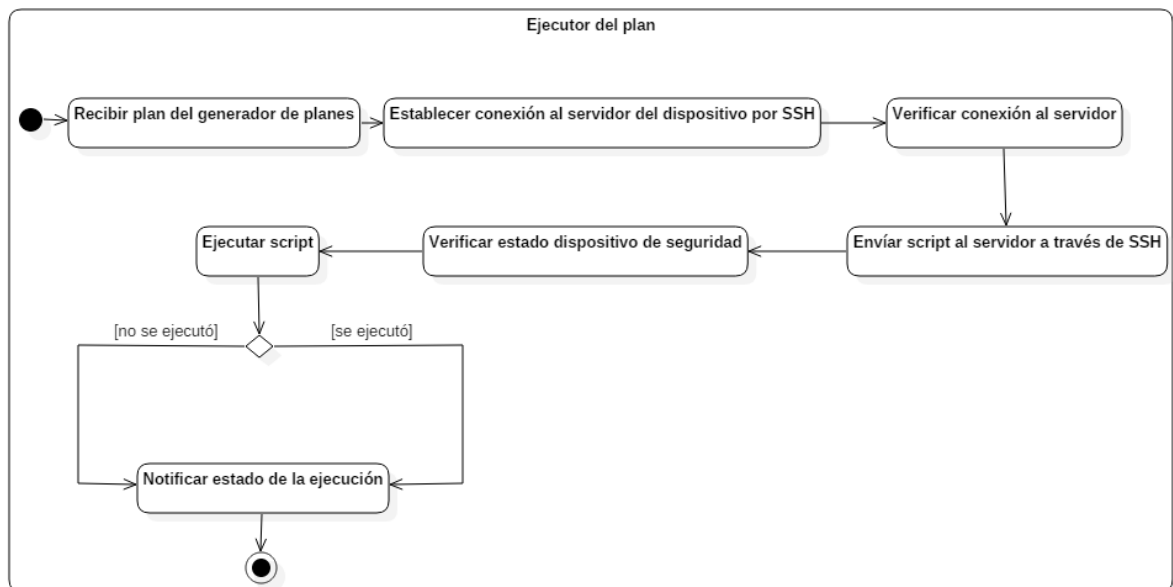 Ejecutor del plan
Recibir plan del generador de planes
Establecer conexión al servidor del dispositivo por SSH
Verificar conexión al servidor
Ejecutar script
Verificar estado dispositivo de seguridad
Envíar script al servidor a través de SSH
[no se ejecutó]
[se ejecutó]
Notificar estado de la ejecución